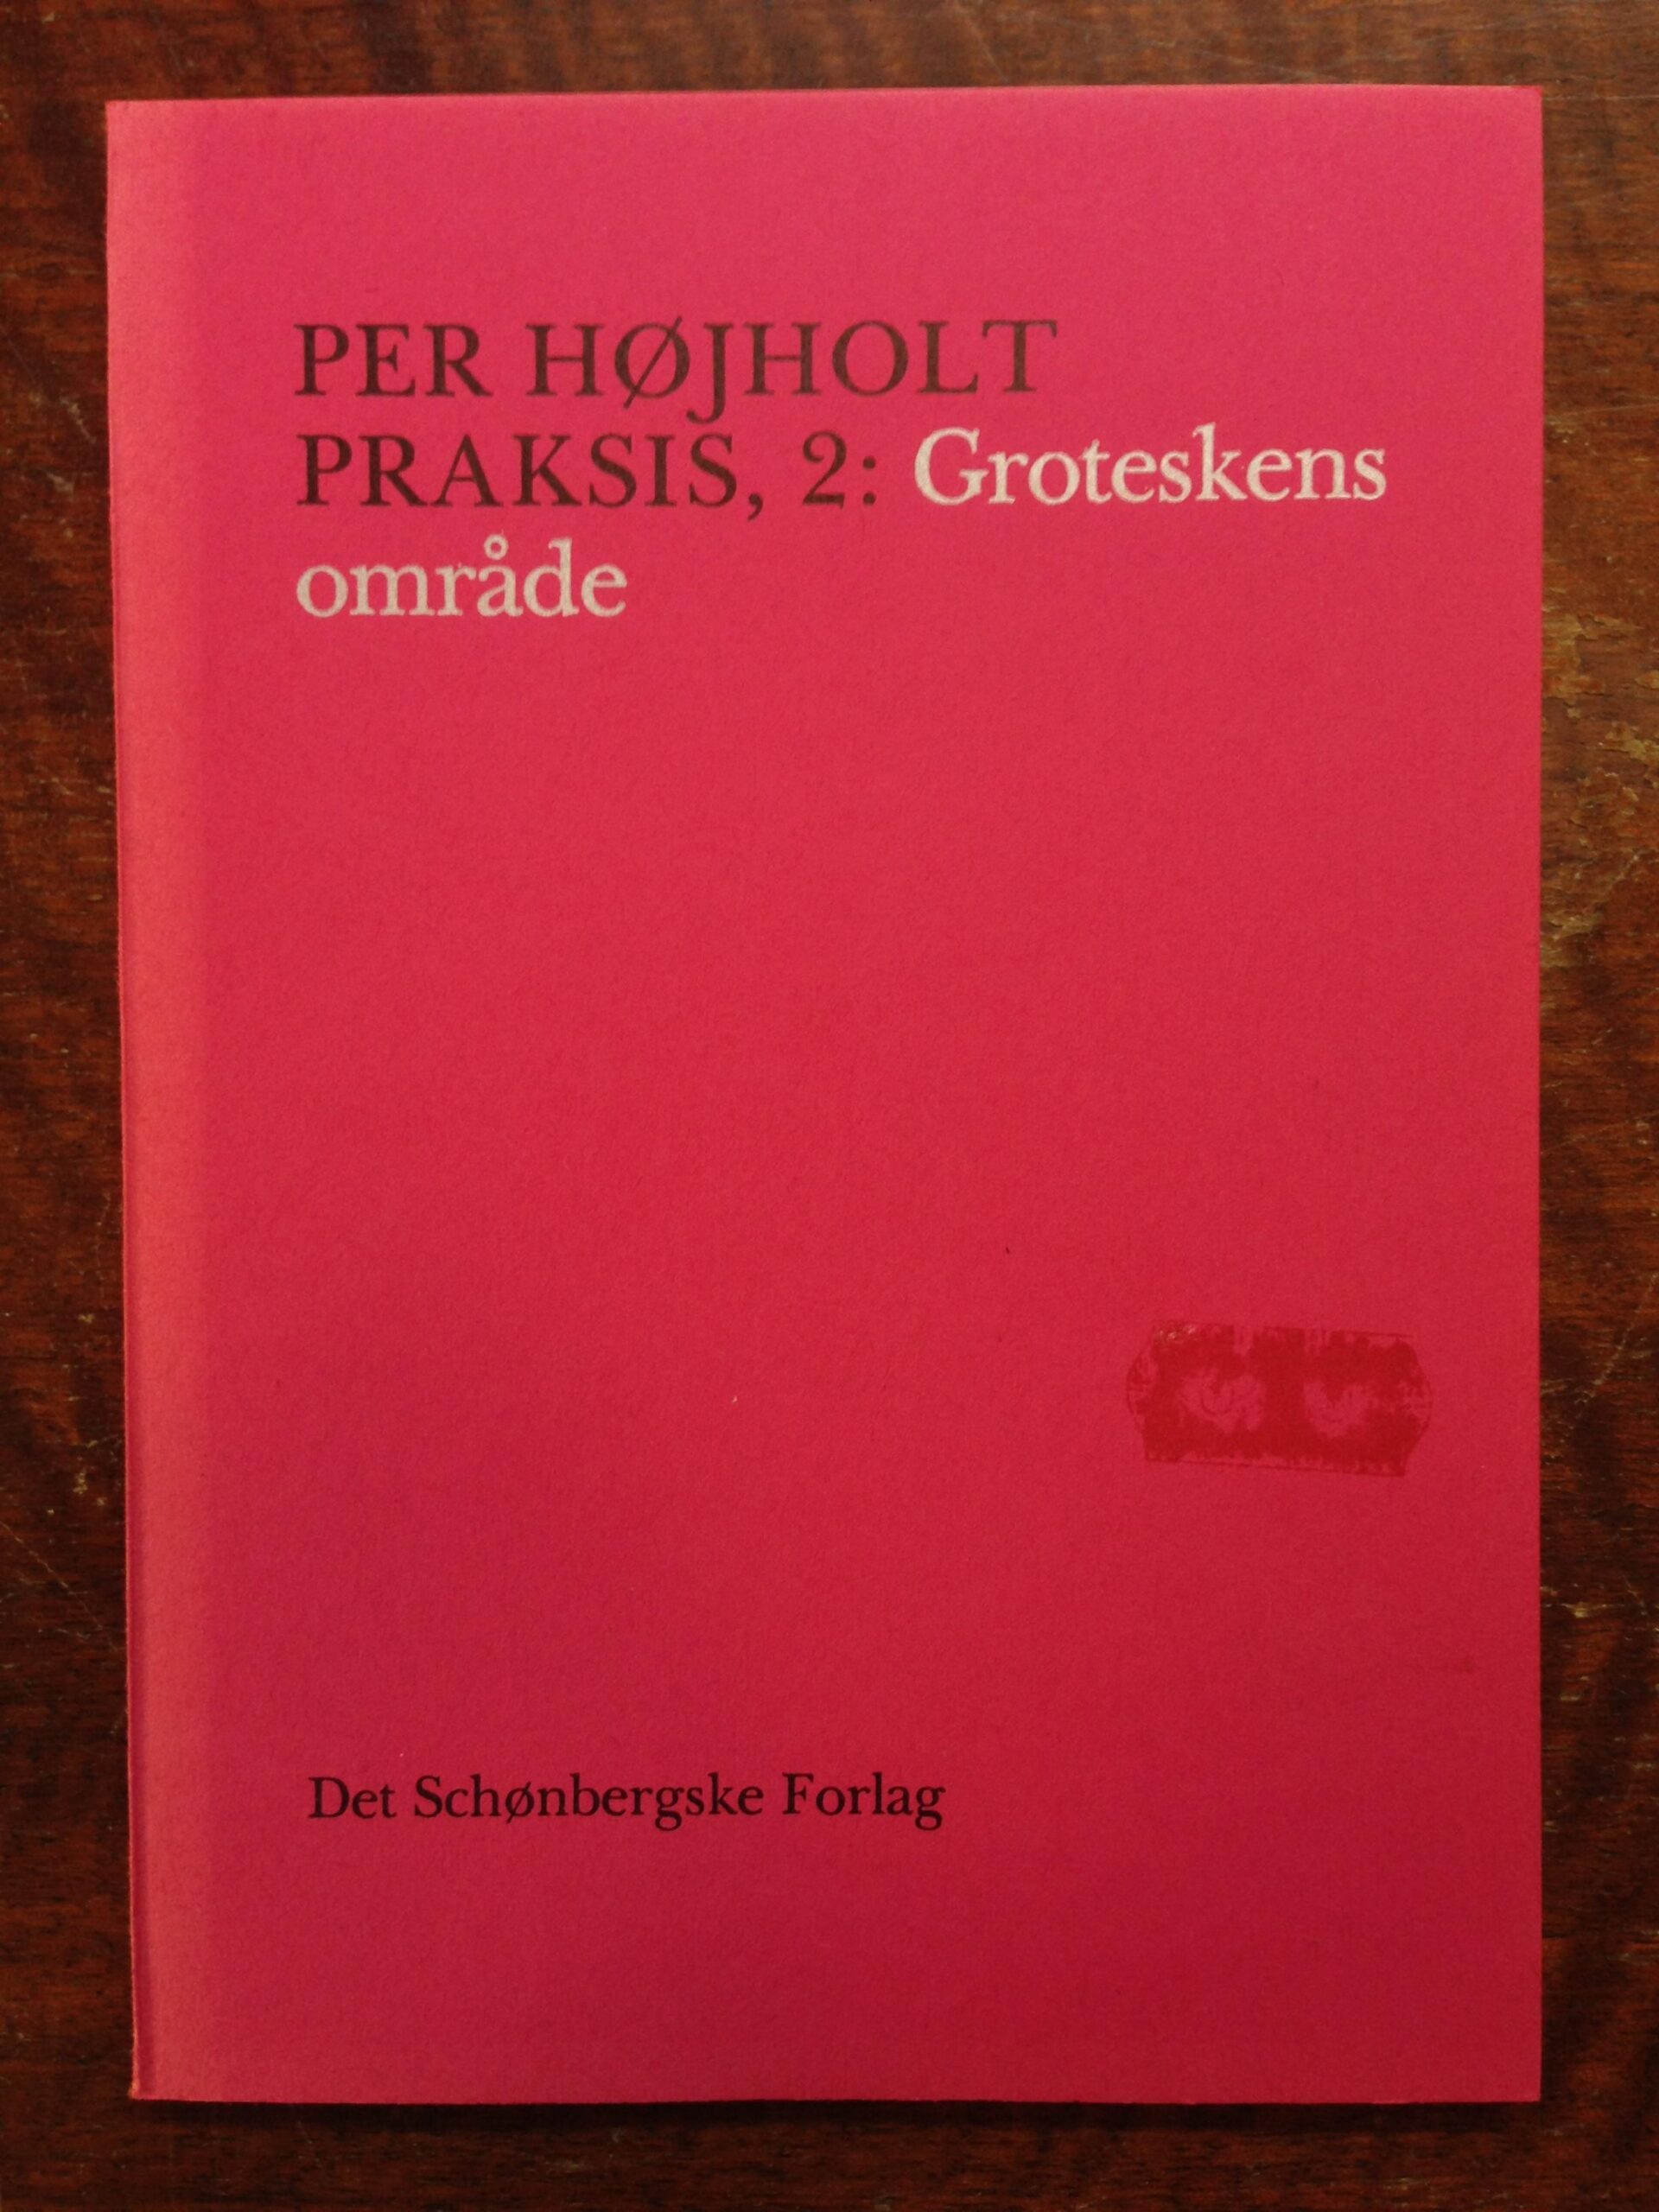 PER HØJHOLT
PRAKSIS, 2: Groteskens
område
Det Schønbergske Forlag